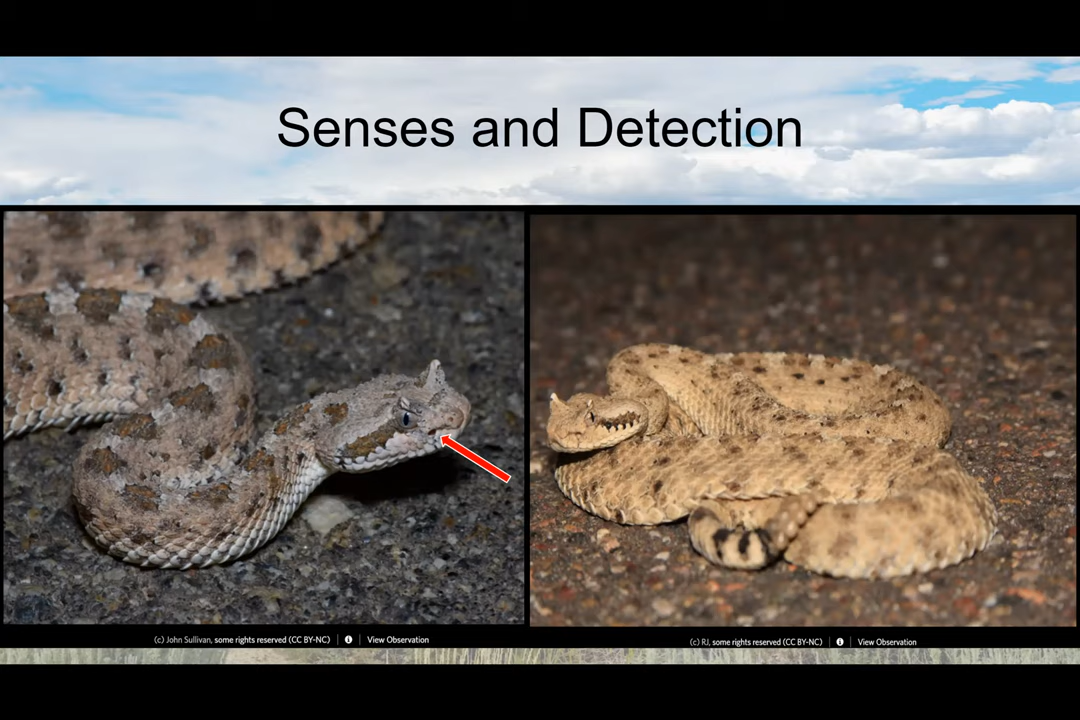 Senses and Detection
(c) John Sullivan, some rights reserved (CC BY-NC) | View Observation
(c) RJ, some rights reserved (CC BY-NC) | View Observation